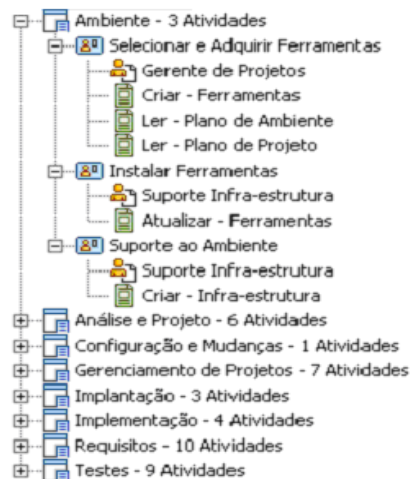 Ambiente - 3 Atividades
Selecionar e Adquirir Ferramentas
Gerente de Projetos
Criar - Ferramentas
Ler - Plano de Ambiente
Ler - Plano de Projeto
Instalar Ferramentas
Suporte Infra-estrutura
Atualizar - Ferramentas
Suporte ao Ambiente
Suporte Infra-estrutura
Criar - Infra-estrutura
Análise e Projeto - 6 Atividades
Configuração e Mudanças - 1 Atividades
Gerenciamento de Projetos - 7 Atividades
Implantação - 3 Atividades
Implementação - 4 Atividades
Requisitos - 10 Atividades
Testes - 9 Atividades